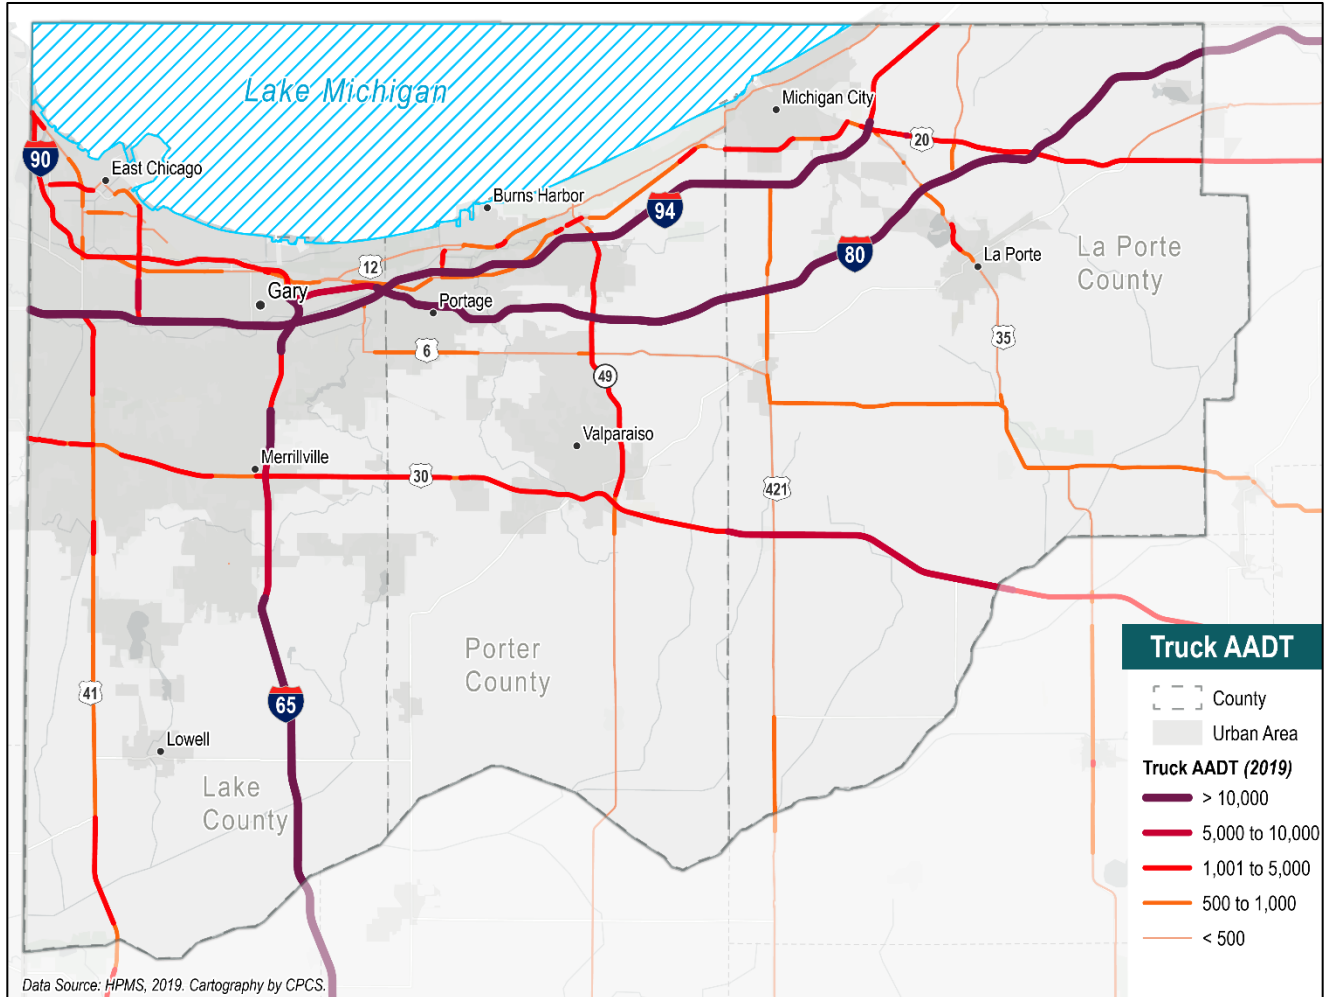 Lake Michigan
Michigan City
90
East Chicago
20
Burns Harbor
94
12
80
La Porte
La Porte
County
Gary
Portage
6
35
49
Valparaiso
Merrillville
30
421
Porter
County
41
65
Lowell
Lake
County
Truck AADT
County
Urban Area
Truck AADT (2019)
> 10,000
5,000 to 10,000
1,001 to 5,000
500 to 1,000
< 500
Data Source: HPMS, 2019. Cartography by CPCS.